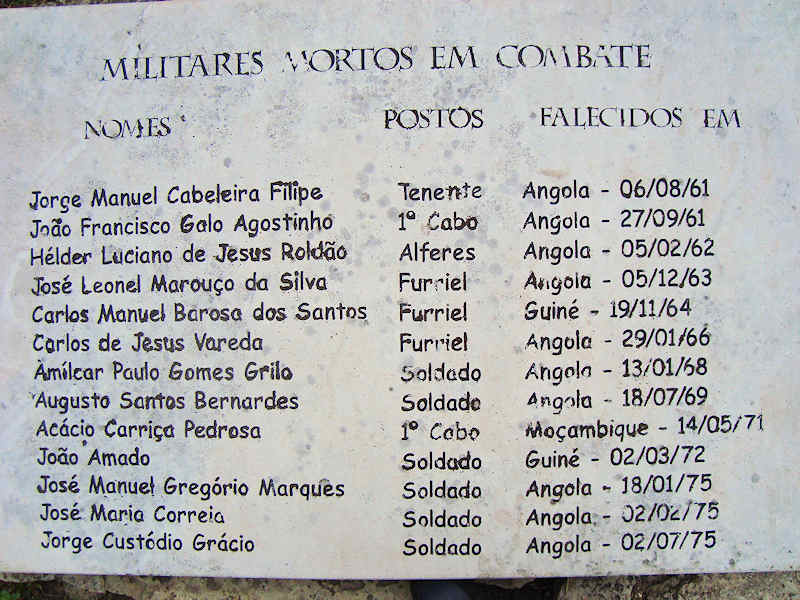 MILITARES MORTOS EM COMBATE
NOMES POSTOS FALECIDOS EM
Jorge Manuel Cabeleira Filipe Tenente Angola - 06/08/61
João Francisco Galo Agostinho 1º Cabo Angola - 27/09/61
Hélder Luciano de Jesus Roldão Alferes Angola - 05/02/62
José Leonel Marouço da Silva Furriel Angola - 05/12/63
Carlos Manuel Barosa dos Santos Furriel Guiné - 19/11/64
Carlos de Jesus Vareda Furriel Angola - 29/01/66
Amílcar Paulo Gomes Grilo Soldado Angola - 13/01/68
Augusto Santos Bernardes Soldado Angola - 18/07/69
Acácio Carriça Pedrosa 1º Cabo Moçambique - 14/05/71
João Amado Soldado Guiné - 02/03/72
José Manuel Gregório Marques Soldado Angola - 18/01/75
José Maria Correia Soldado Angola - 02/02/75
Jorge Custódio Grácio Soldado Angola - 02/07/75